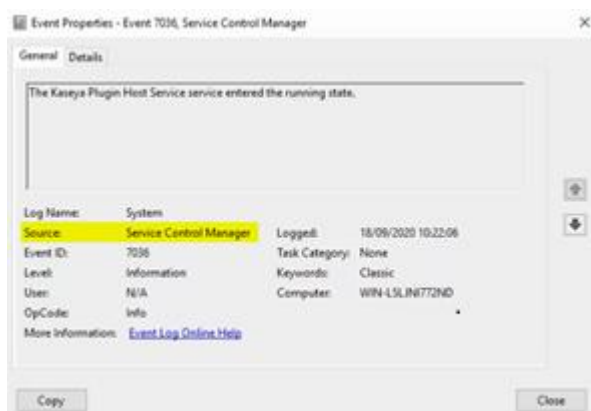 Event Properties - Event 7036, Service Control Manager
General Details
The Kaseya Plugin Host Service service entered the running state.
Log Name: System
Source: Service Control Manager Logged: 18/09/2020 10:22:06
Event ID: 7036 Task Category: None
Level: Information Keywords: Classic
User: N/A Computer:
OpCode: Info
More Information: Event Log Online Help
Copy Close